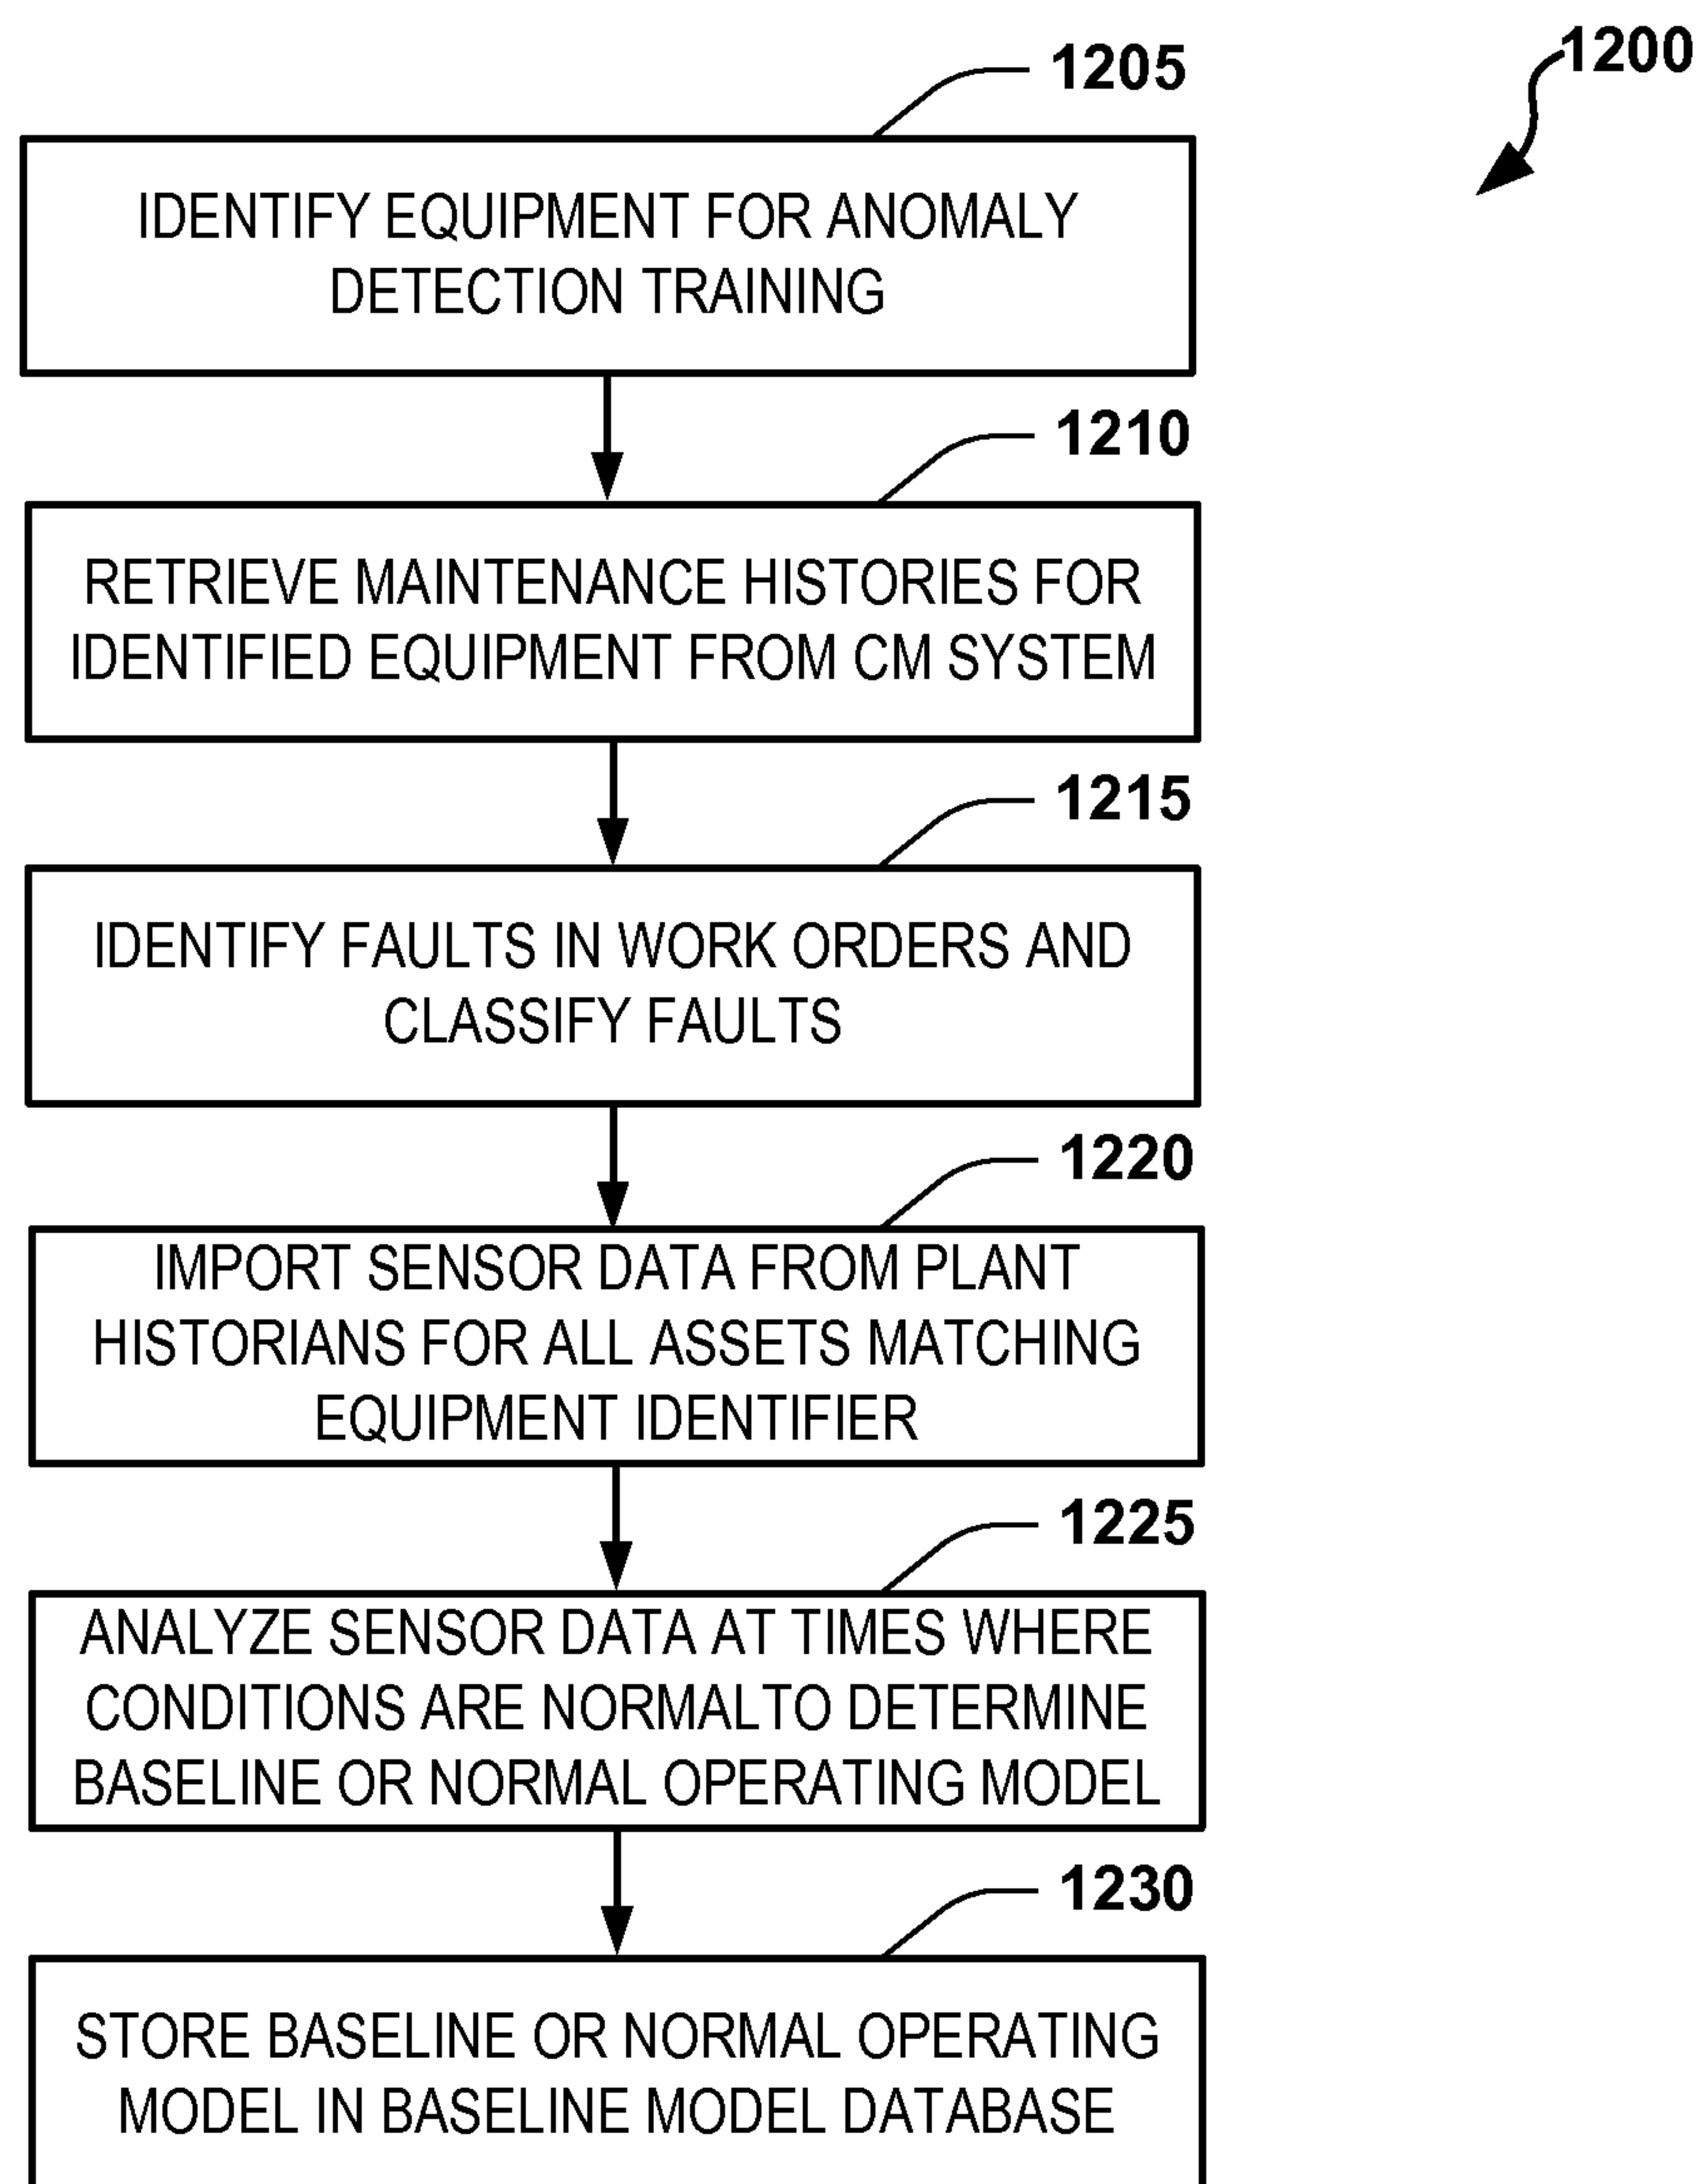 1200
1205
IDENTIFY EQUIPMENT FOR ANOMALY
DETECTION TRAINING
1210
RETRIEVE MAINTENANCE HISTORIES FOR
IDENTIFIED EQUIPMENT FROM CM SYSTEM
1215
IDENTIFY FAULTS IN WORK ORDERS AND
CLASSIFY FAULTS
1220
IMPORT SENSOR DATA FROM PLANT
HISTORIANS FOR ALL ASSETS MATCHING
EQUIPMENT IDENTIFIER
1225
ANALYZE SENSOR DATA AT TIMES WHERE
CONDITIONS ARE NORMALTO DETERMINE
BASELINE OR NORMAL OPERATING MODEL
1230
STORE BASELINE OR NORMAL OPERATING
MODEL IN BASELINE MODEL DATABASE